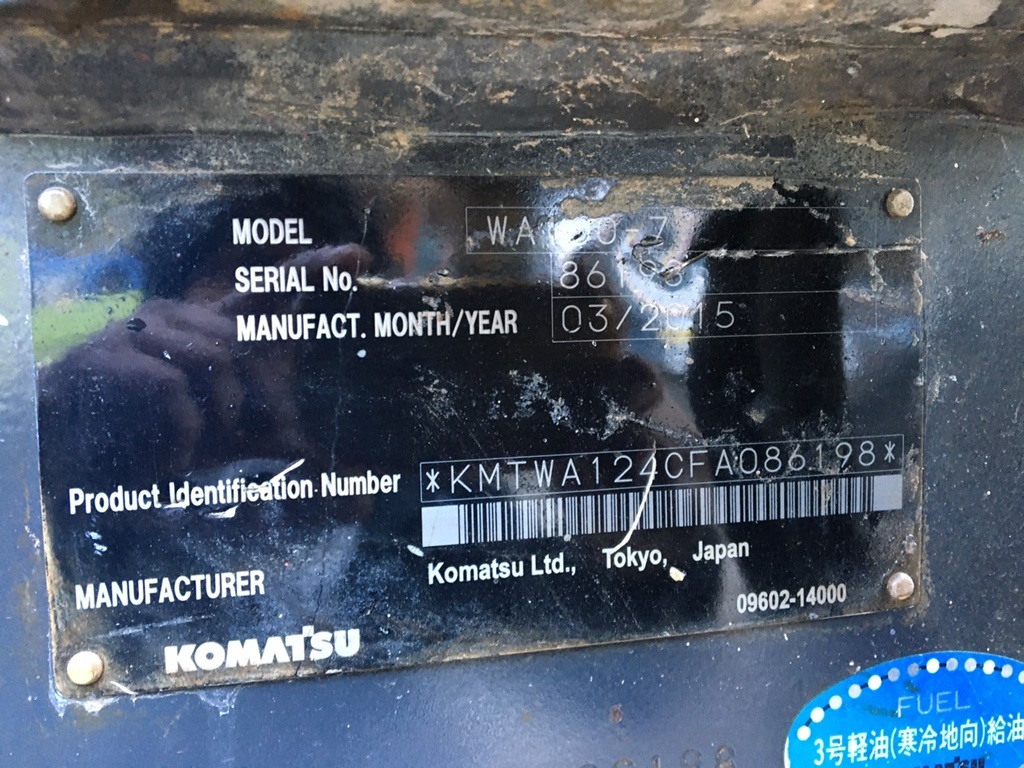 MODEL
SERIAL No. 86198
MANUFACT. MONTH/YEAR 03/2015
Product Identification Number *KMTWA124CFA086198*
MANUFACTURER Komatsu Ltd., Tokyo, Japan
09602-14000
KOMATSU
FUEL
3号軽油(寒冷地向)給油